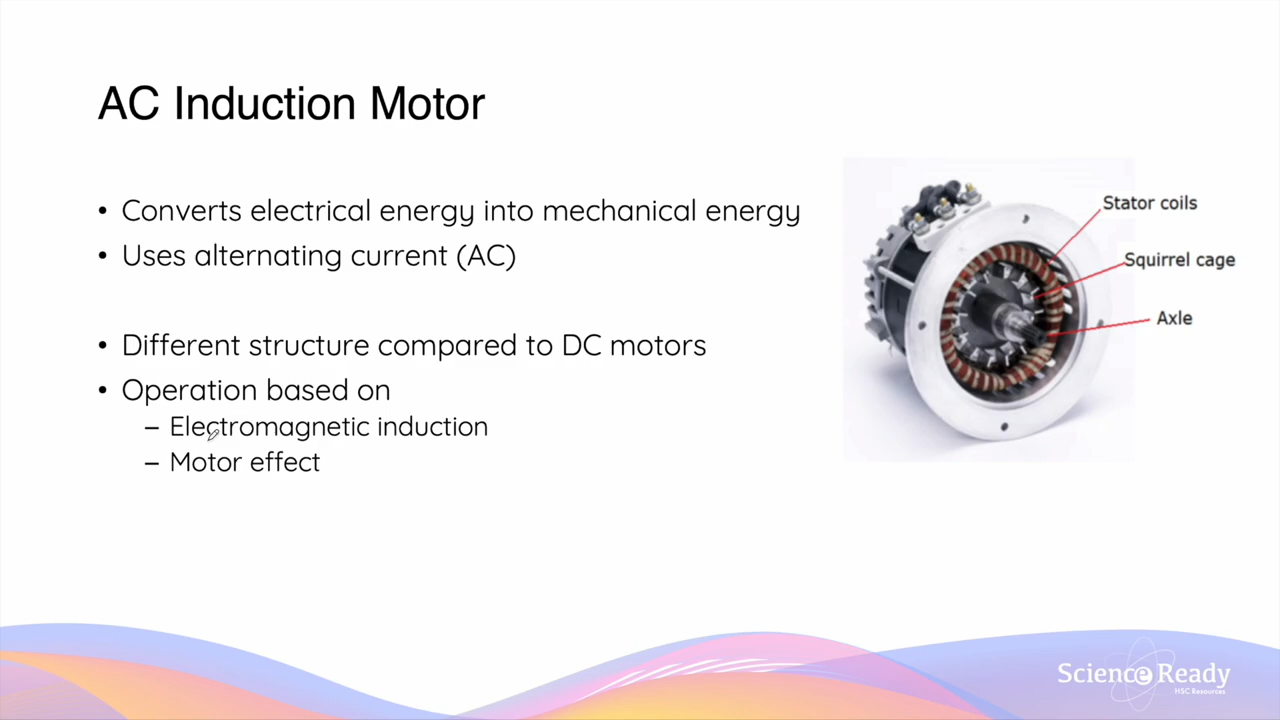 AC Induction Motor
• Converts electrical energy into mechanical energy
• Uses alternating current (AC)
• Different structure compared to DC motors
• Operation based on
– Electromagnetic induction
– Motor effect
Stator coils
Squirrel cage
Axle
Science Ready
HSC Resources